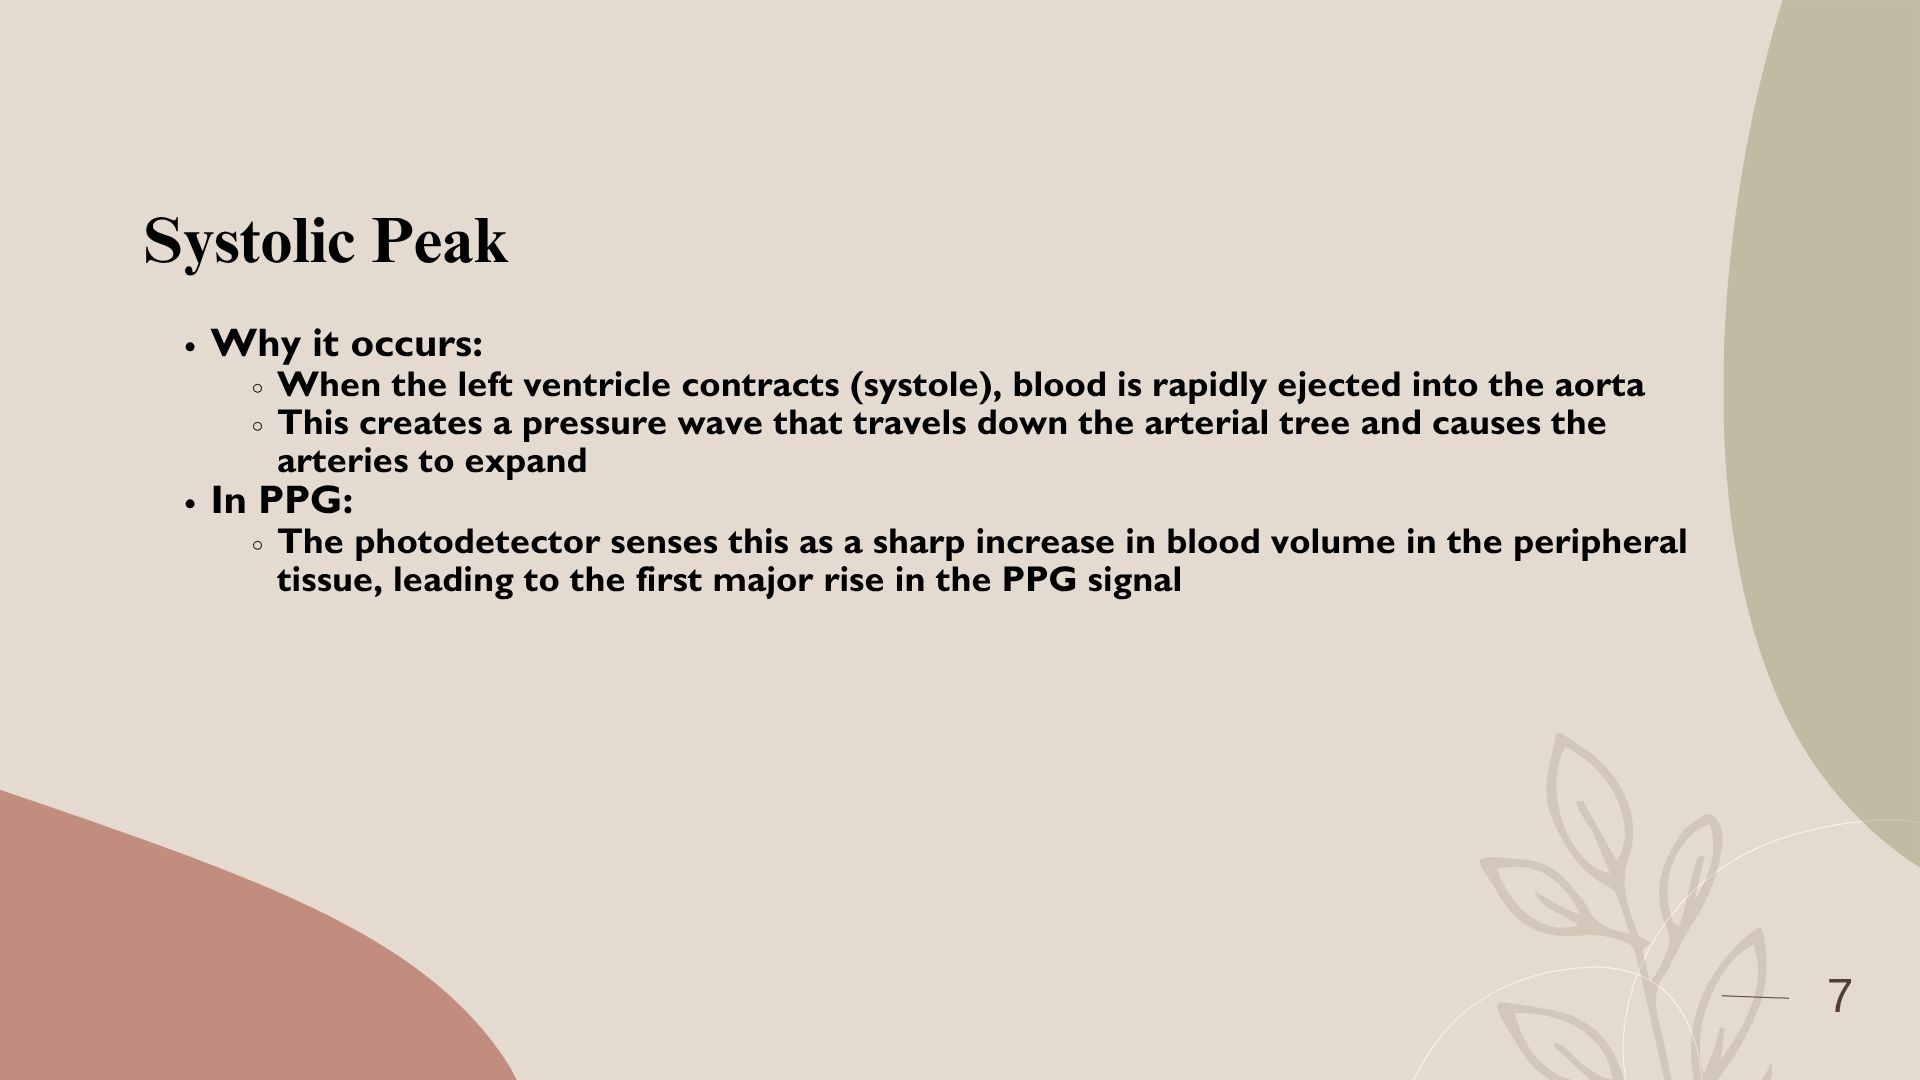 Systolic Peak
• Why it occurs:
◦ When the left ventricle contracts (systole), blood is rapidly ejected into the aorta
◦ This creates a pressure wave that travels down the arterial tree and causes the
arteries to expand
• In PPG:
◦ The photodetector senses this as a sharp increase in blood volume in the peripheral
tissue, leading to the first major rise in the PPG signal
7